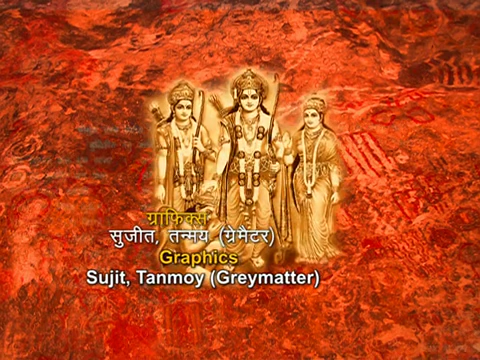 ग्राफिक्स
सुजीत, तन्मय (ग्रेमैटर)
Graphics
Sujit, Tanmoy (Greymatter)